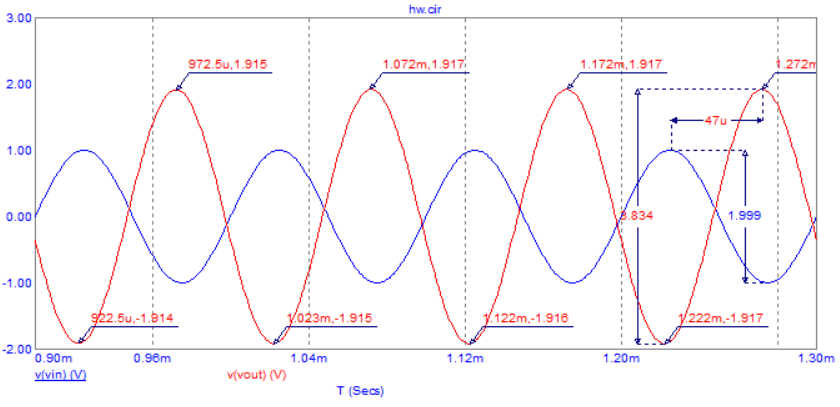 hw.cir
3.00
972.5u,1.915
1.072m,1.917
1.172m,1.917
1.272m
2.00
47u
1.00
0.00
3.834
1.999
-1.00
922.5u,-1.914
1.023m,-1.915
1.122m,-1.916
1.222m,-1.917
-2.00
0.90m
0.96m
1.04m
1.12m
1.20m
1.30m
v(vin) (V)
v(vout) (V)
T (Secs)